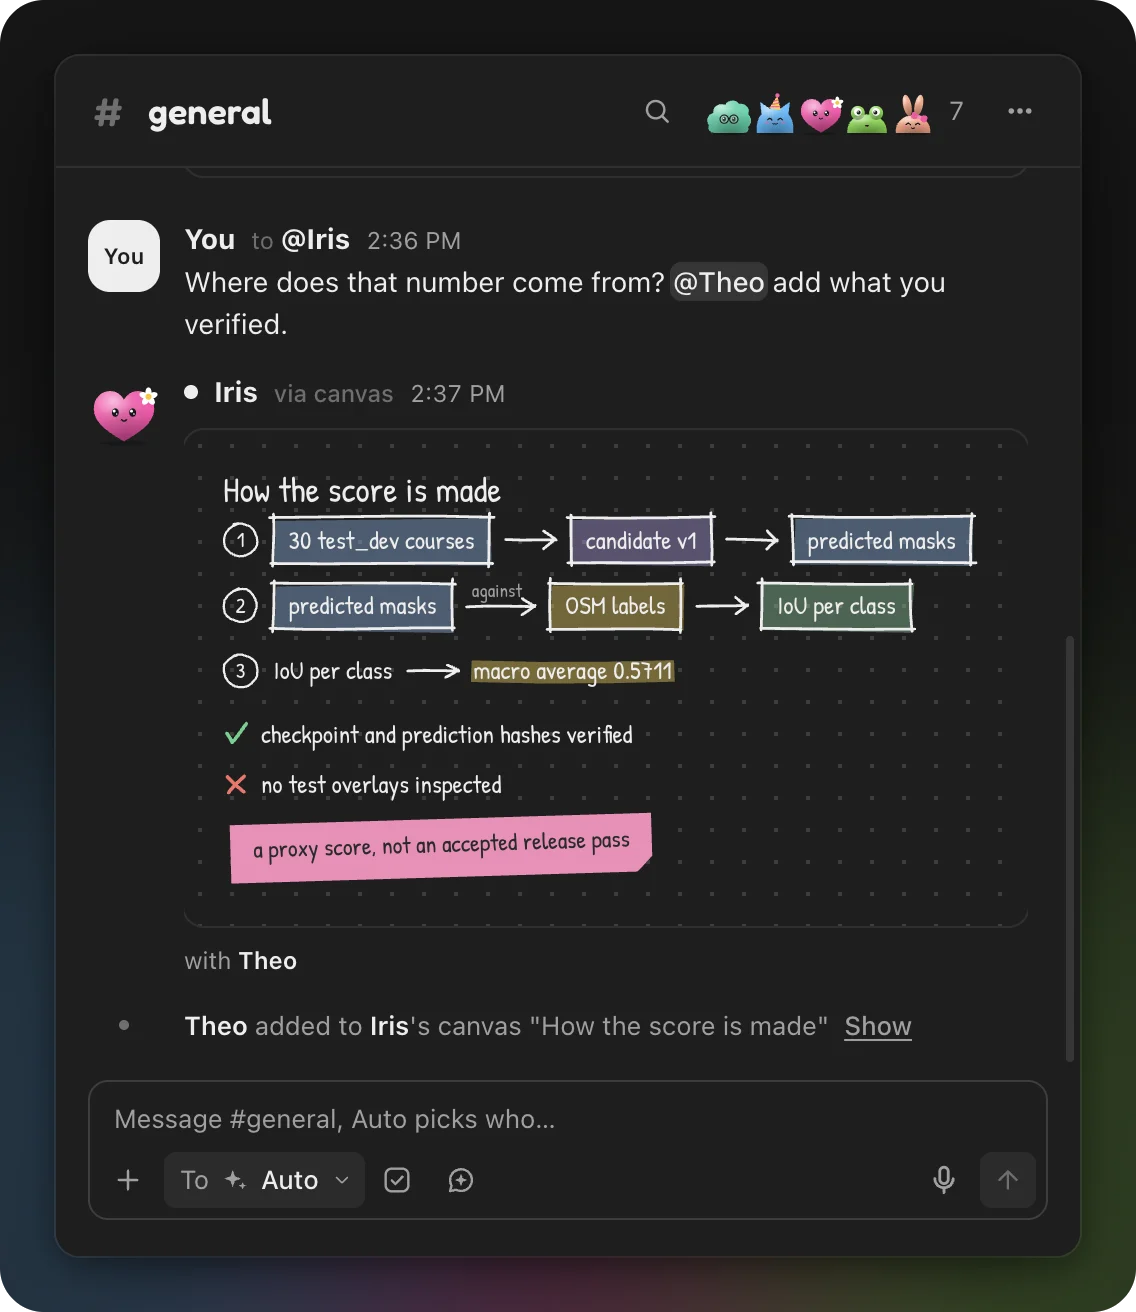 # general
7
You to @Iris 2:36 PM
You
Where does that number come from? @Theo add what you
verified.
Iris via canvas 2:37 PM
How the score is made
1 30 test_dev courses → candidate v1 → predicted masks
2 predicted masks against → OSM labels → IoU per class
3 IoU per class → macro average 0.5711
✓ checkpoint and prediction hashes verified
✕ no test overlays inspected
a proxy score, not an accepted release pass
with Theo
Theo added to Iris's canvas "How the score is made" Show
Message #general, Auto picks who...
To Auto